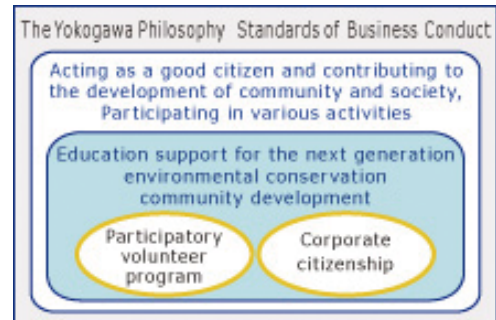 The Yokogawa Philosophy Standards of Business Conduct
Acting as a good citizen and contributing to
the development of community and society,
Participating in various activities
Education support for the next generation
environmental conservation
community development
Participatory
volunteer
program
Corporate
citizenship